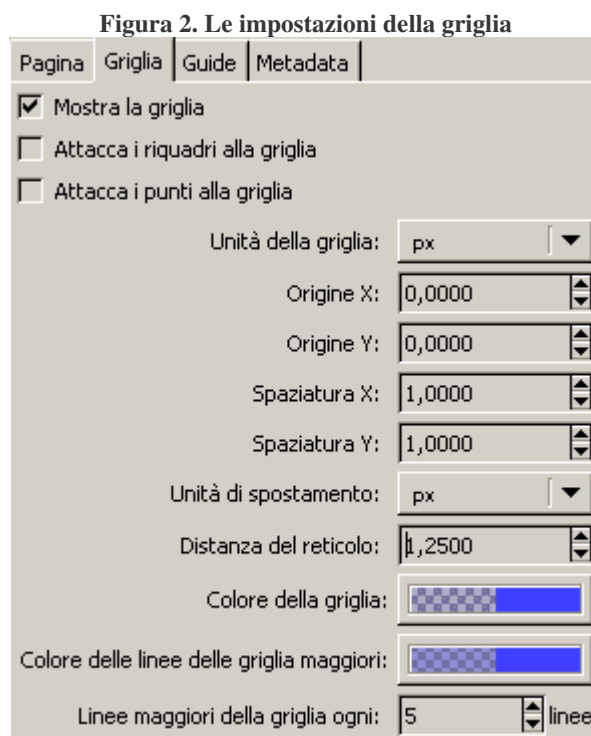 Figura 2. Le impostazioni della griglia
Pagina Griglia Guide Metadata
Mostra la griglia
Attacca i riquadri alla griglia
Attacca i punti alla griglia
Unità della griglia: px
Origine X: 0,0000
Origine Y: 0,0000
Spaziatura X: 1,0000
Spaziatura Y: 1,0000
Unità di spostamento: px
Distanza del reticolo: 1,2500
Colore della griglia:
Colore delle linee delle griglia maggiori:
Linee maggiori della griglia ogni: 5 linee